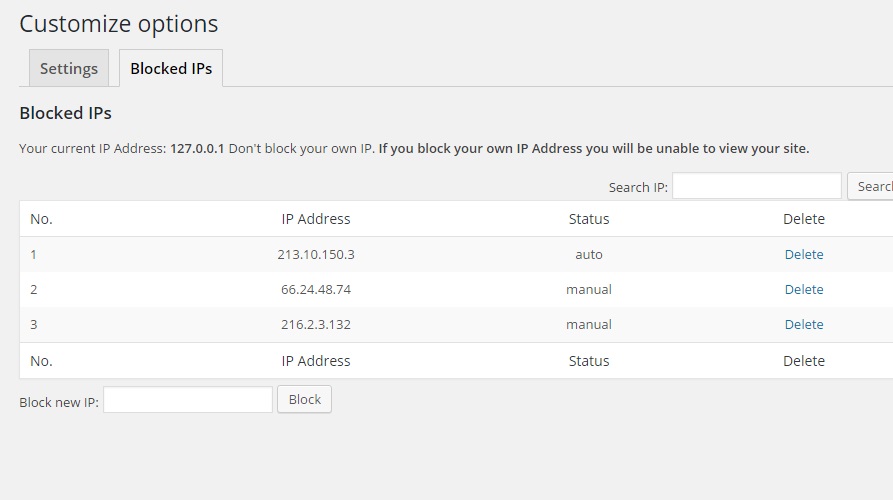 Customize options
Settings Blocked IPs
Blocked IPs
Your current IP Address: 127.0.0.1 Don't block your own IP. If you block your own IP Address you will be unable to view your site.
Search IP: Search
No. IP Address Status Delete
1 213.10.150.3 auto Delete
2 66.24.48.74 manual Delete
3 216.2.3.132 manual Delete
No. IP Address Status Delete
Block new IP: Block